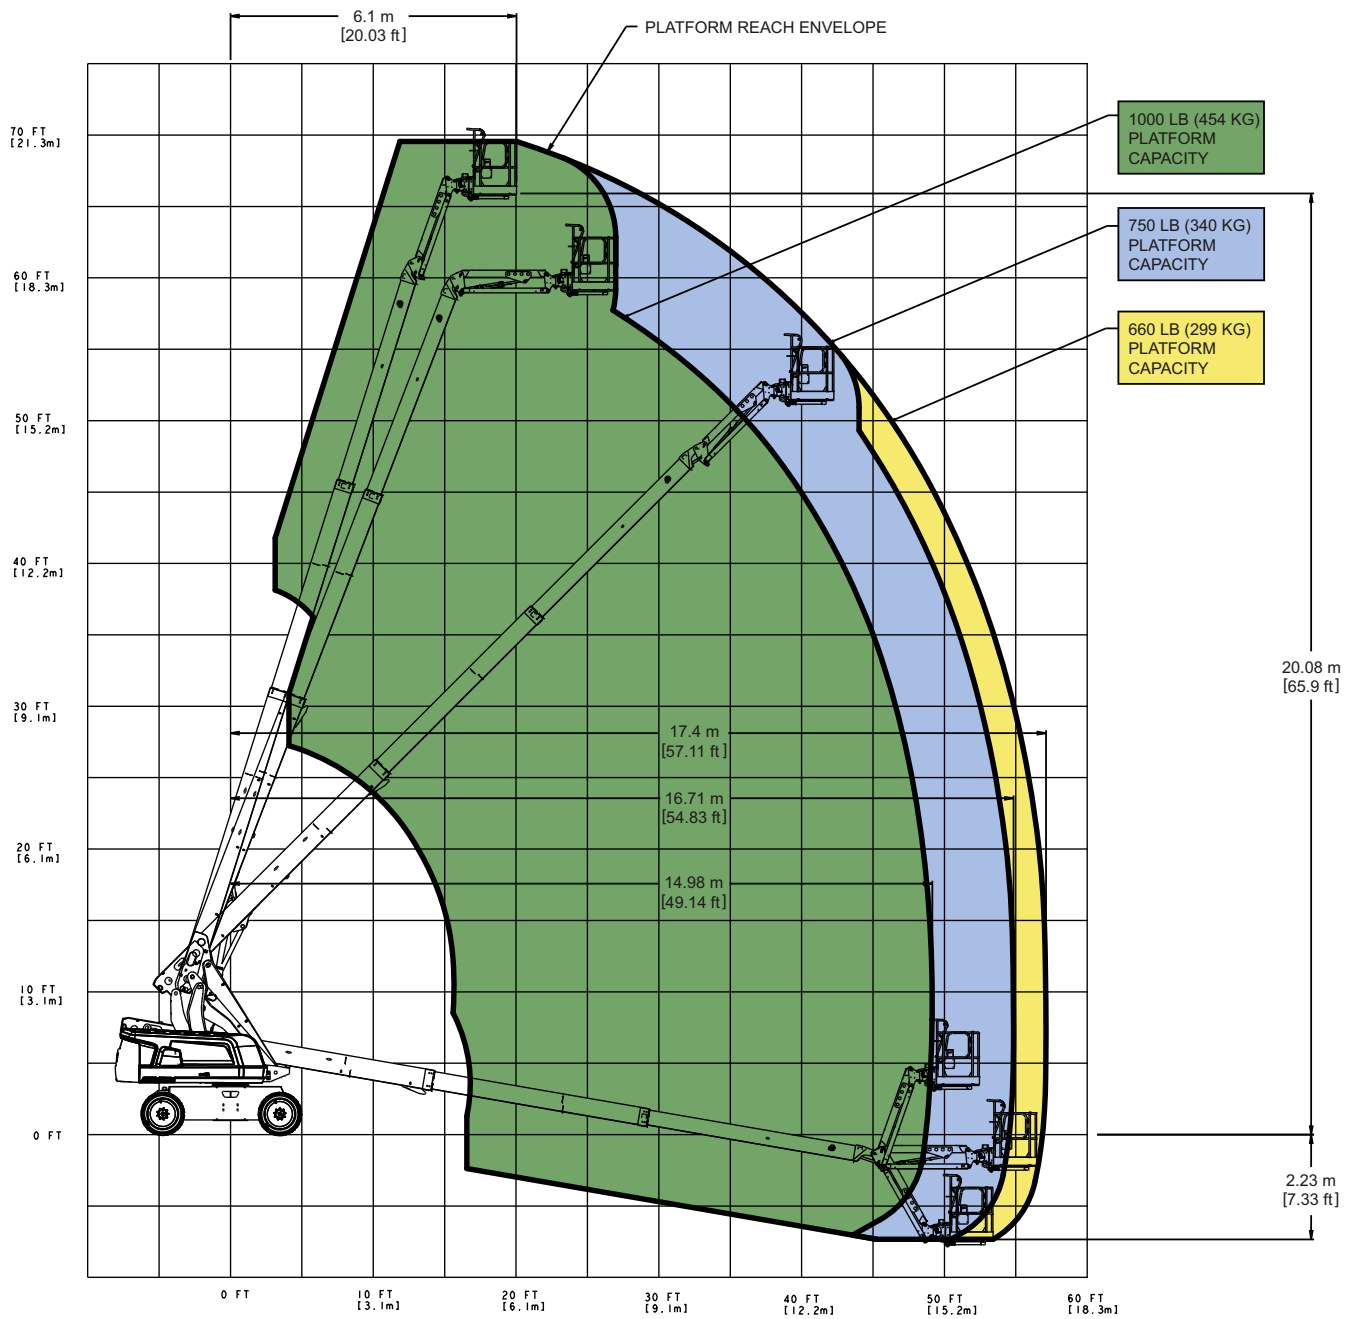 6.1 m
[20.03 ft]
PLATFORM REACH ENVELOPE
1000 LB (454 KG)
PLATFORM
CAPACITY
750 LB (340 KG)
PLATFORM
CAPACITY
660 LB (299 KG)
PLATFORM
CAPACITY
70 FT
[21.3m]
60 FT
[18.3m]
50 FT
[15.2m]
40 FT
[12.2m]
30 FT
[9.1m]
20 FT
[6.1m]
10 FT
[3.1m]
0 FT
17.4 m
[57.11 ft]
16.71 m
[54.83 ft]
14.98 m
[49.14 ft]
20.08 m
[65.9 ft]
2.23 m
[7.33 ft]
0 FT
10 FT
[3.1m]
20 FT
[6.1m]
30 FT
[9.1m]
40 FT
[12.2m]
50 FT
[15.2m]
60 FT
[18.3m]